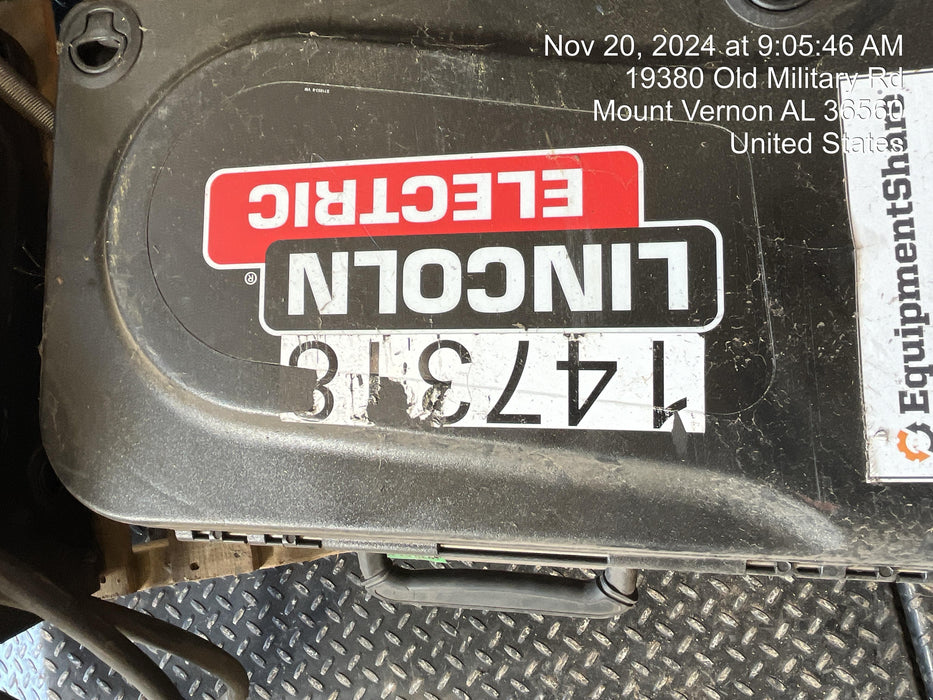 Nov 20, 2024 at 9:05:46 AM
19380 Old Military Rd
Mount Vernon AL 36560
United States
EquipmentShare
LINCOLN
ELECTRIC
®